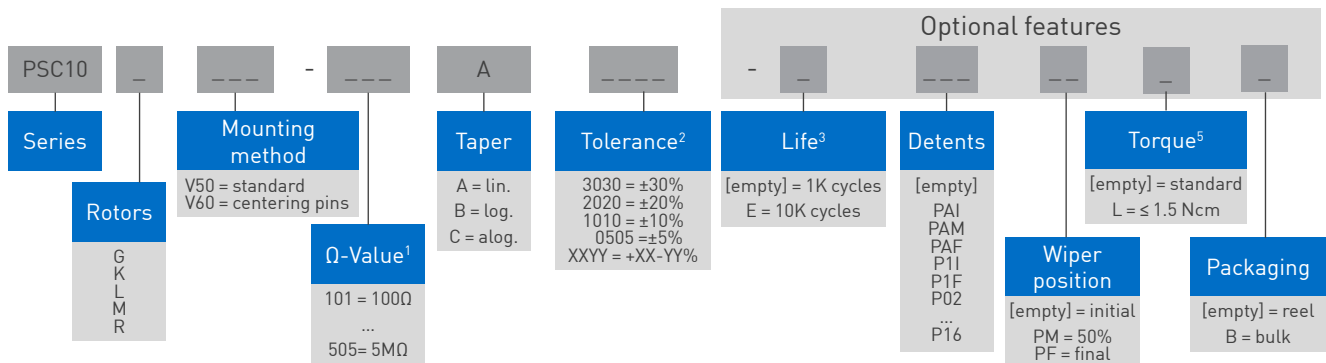 Optional features
PSC10 _ _ _ _ - _ _ _ A _ _ _ _ - _ _ _ _ _ _ _ _
Series
Rotors
G
K
L
M
R
Mounting
method
V50 = standard
V60 = centering pins
Ω-Value¹
101 = 100Ω
...
505= 5MΩ
Taper
A = lin.
B = log.
C = alog.
Tolerance²
3030 = ±30%
2020 = ±20%
1010 = ±10%
0505 =±5%
XXYY = +XX-YY%
Life³
[empty] = 1K cycles
E = 10K cycles
Detents
[empty]
PAI
PAM
PAF
P1I
P1F
P02
...
P16
Wiper
position
[empty] = initial
PM = 50%
PF = final
Torque⁵
[empty] = standard
L = ≤ 1.5 Ncm
Packaging
[empty] = reel
B = bulk